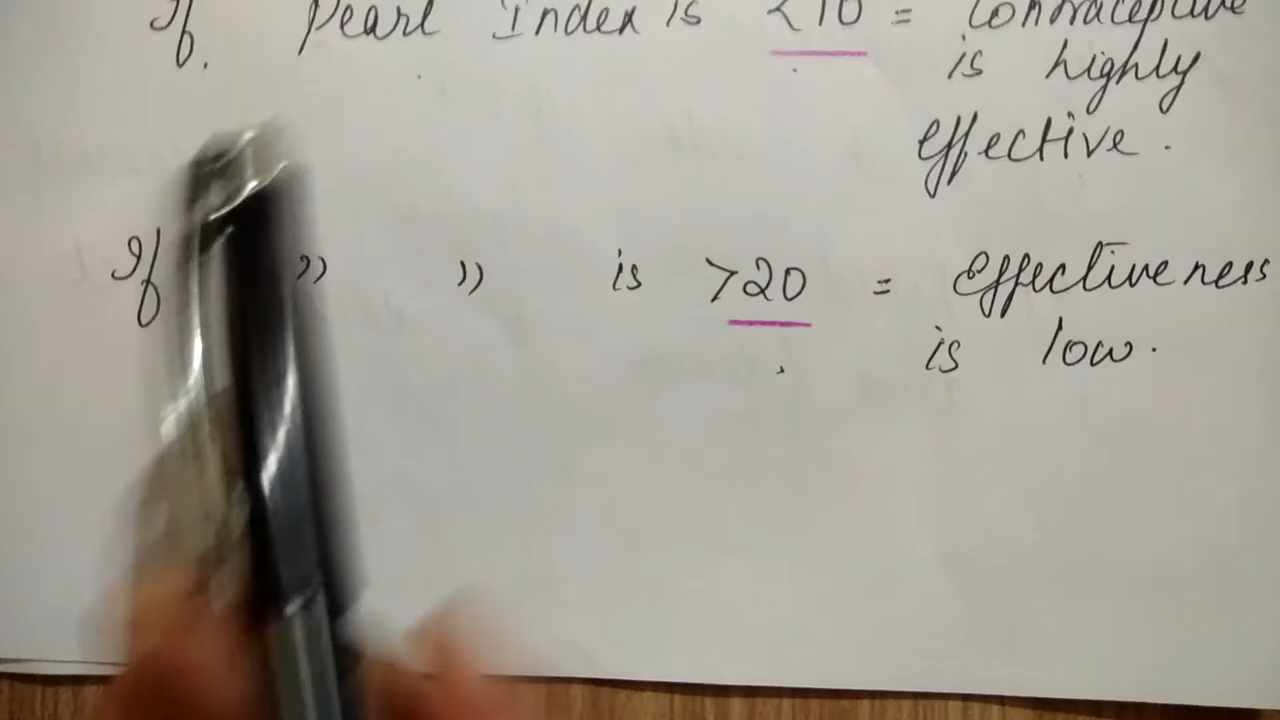 If Pearl Index is <10 = Contraceptive
is highly
effective.
If " " is >20 = Effectiveness
is low.